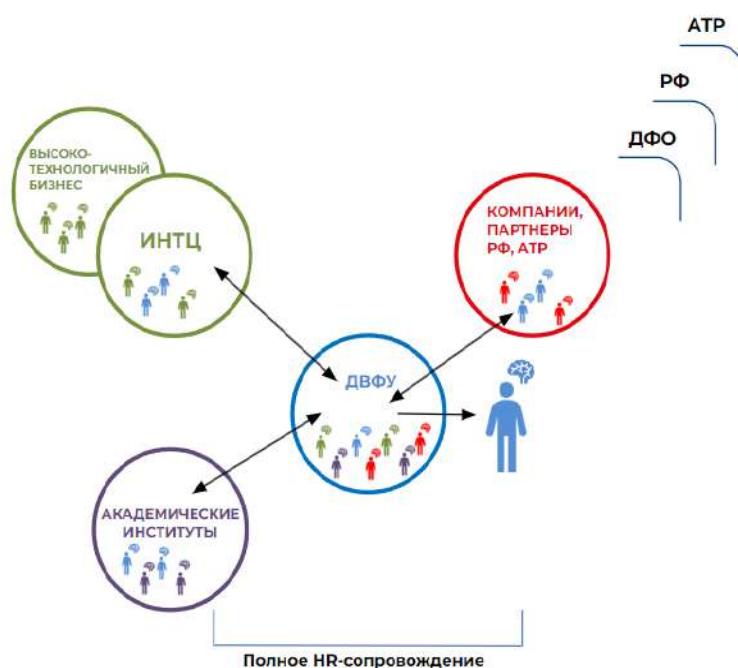 АТР
РФ
ДФО
ВЫСОКО-
ТЕХНОЛОГИЧНЫЙ
БИЗНЕС
ИНТЦ
КОМПАНИИ,
ПАРТНЕРЫ
РФ, АТР
ДВФУ
АКАДЕМИЧЕСКИЕ
ИНСТИТУТЫ
Полное HR-сопровождение